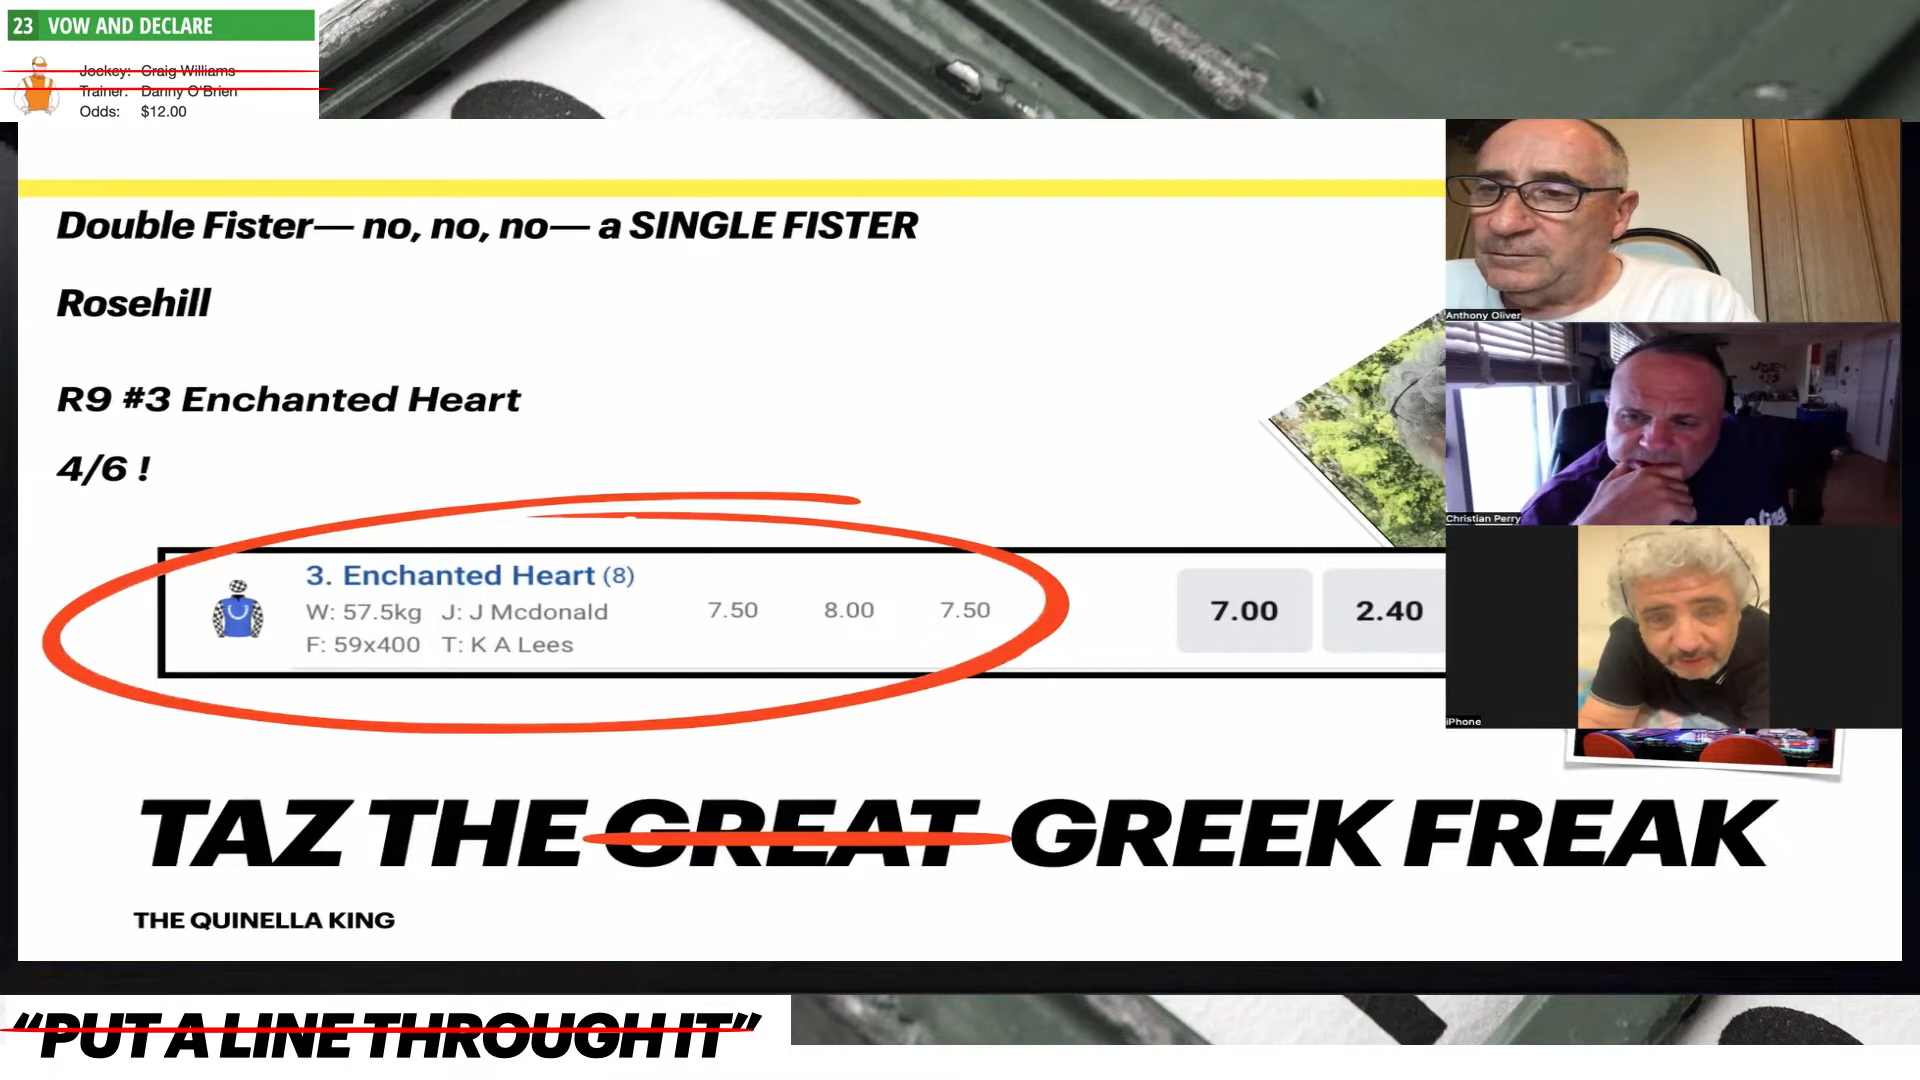 23 VOW AND DECLARE
Jockey: Craig Williams
Trainer: Danny O'Brien
Odds: $12.00
Double Fister— no, no, no— a SINGLE FISTER
Rosehill
R9 #3 Enchanted Heart
4/6 !
3. Enchanted Heart (8)
W: 57.5kg J: J Mcdonald 7.50 8.00 7.50 7.00 2.40
F: 59x400 T: K A Lees
Anthony Oliver
Christian Perry
iPhone
TAZ THE GREAT GREEK FREAK
THE QUINELLA KING
“PUT A LINE THROUGH IT”